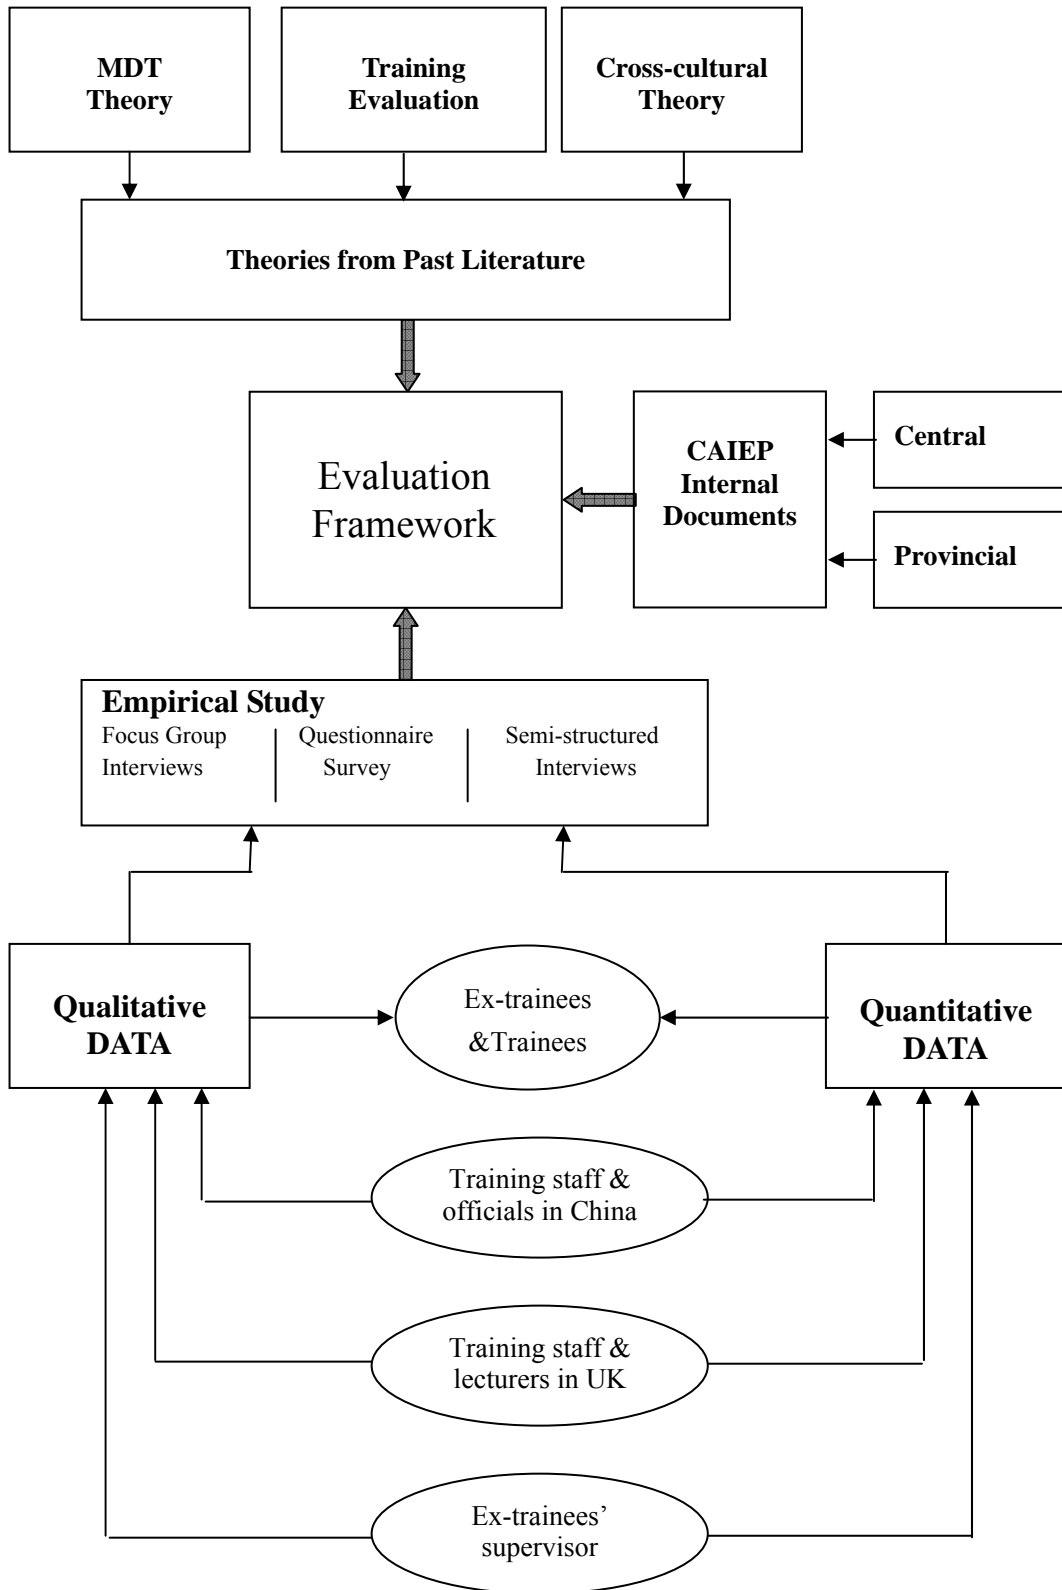 MDT
Theory
Training
Evaluation
Cross-cultural
Theory
Theories from Past Literature
Evaluation
Framework
CAIEP
Internal
Documents
Central
Provincial
Empirical Study
Focus Group
Interviews
Questionnaire
Survey
Semi-structured
Interviews
Qualitative
DATA
Ex-trainees
&Trainees
Quantitative
DATA
Training staff &
officials in China
Training staff &
lecturers in UK
Ex-trainees’
supervisor